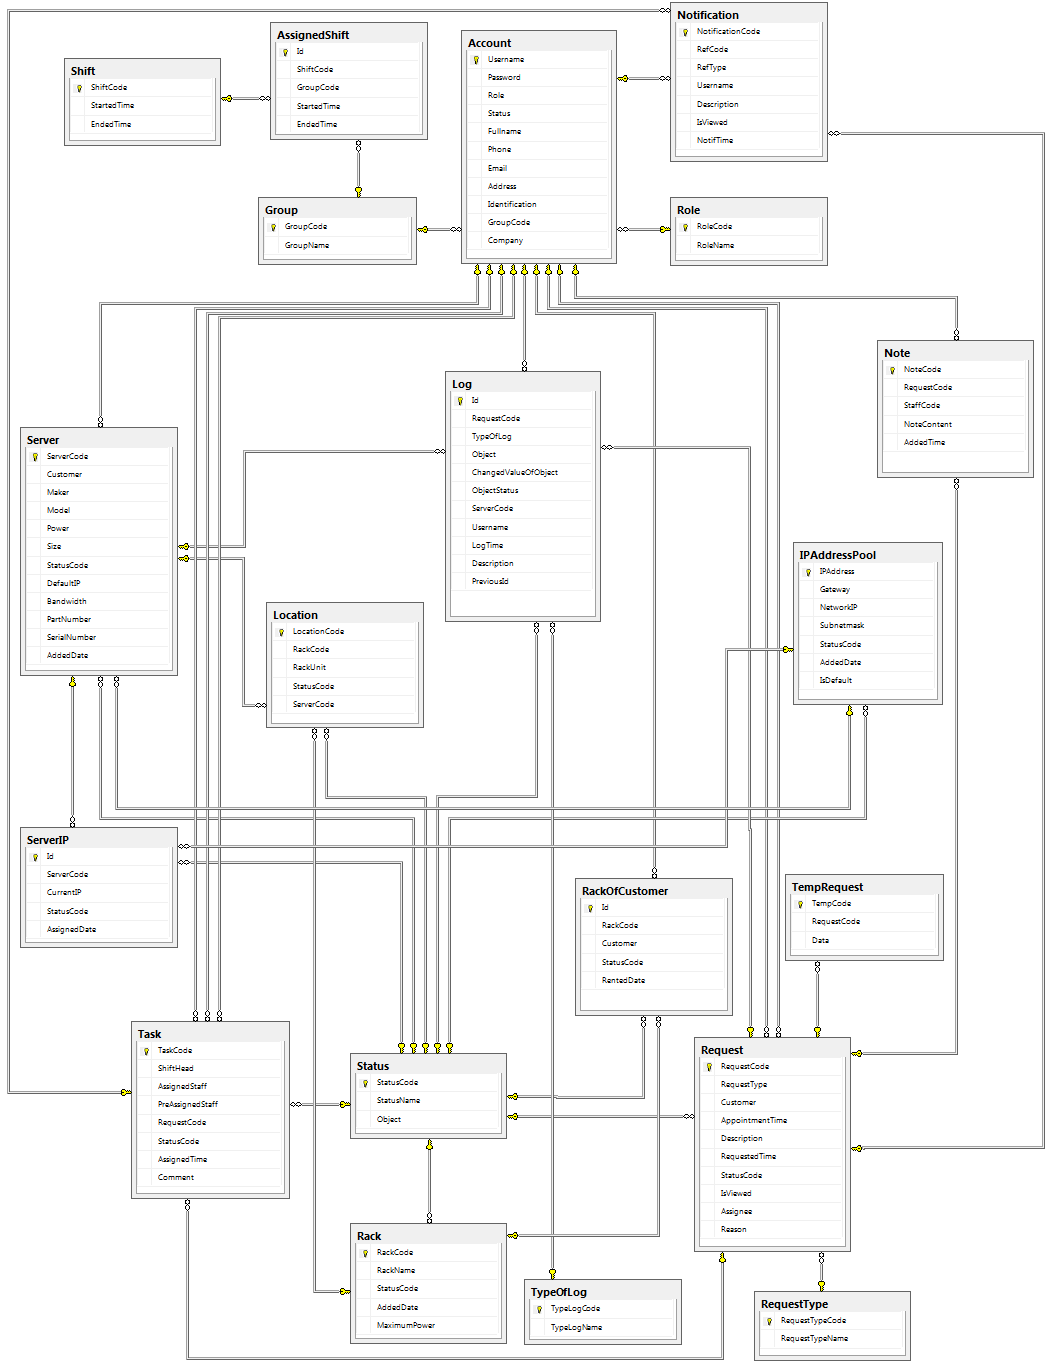 Notification
NotificationCode
RefCode
RefType
Username
Description
IsViewed
NotifTime
AssignedShift
Id
ShiftCode
GroupCode
StartedTime
EndedTime
Account
Username
Password
Role
Status
Fullname
Phone
Email
Address
Identification
GroupCode
Company
Shift
ShiftCode
StartedTime
EndedTime
Group
GroupCode
GroupName
Role
RoleCode
RoleName
Note
NoteCode
RequestCode
StaffCode
NoteContent
AddedTime
Log
Id
RequestCode
TypeOfLog
Object
ChangedValueOfObject
ObjectStatus
ServerCode
Username
LogTime
Description
PreviousId
Server
ServerCode
Customer
Maker
Model
Power
Size
StatusCode
DefaultIP
Bandwidth
PartNumber
SerialNumber
AddedDate
IPAddressPool
IPAddress
Gateway
NetworkIP
Subnetmask
StatusCode
AddedDate
IsDefault
Location
LocationCode
RackCode
RackUnit
StatusCode
ServerCode
ServerIP
Id
ServerCode
CurrentIP
StatusCode
AssignedDate
RackOfCustomer
Id
RackCode
Customer
StatusCode
RentedDate
TempRequest
TempCode
RequestCode
Data
Task
TaskCode
ShiftHead
AssignedStaff
PreAssignedStaff
RequestCode
StatusCode
AssignedTime
Comment
Status
StatusCode
StatusName
Object
Request
RequestCode
RequestType
Customer
AppointmentTime
Description
RequestedTime
StatusCode
IsViewed
Assignee
Reason
Rack
RackCode
RackName
StatusCode
AddedDate
MaximumPower
TypeOfLog
TypeLogCode
TypeLogName
RequestType
RequestTypeCode
RequestTypeName